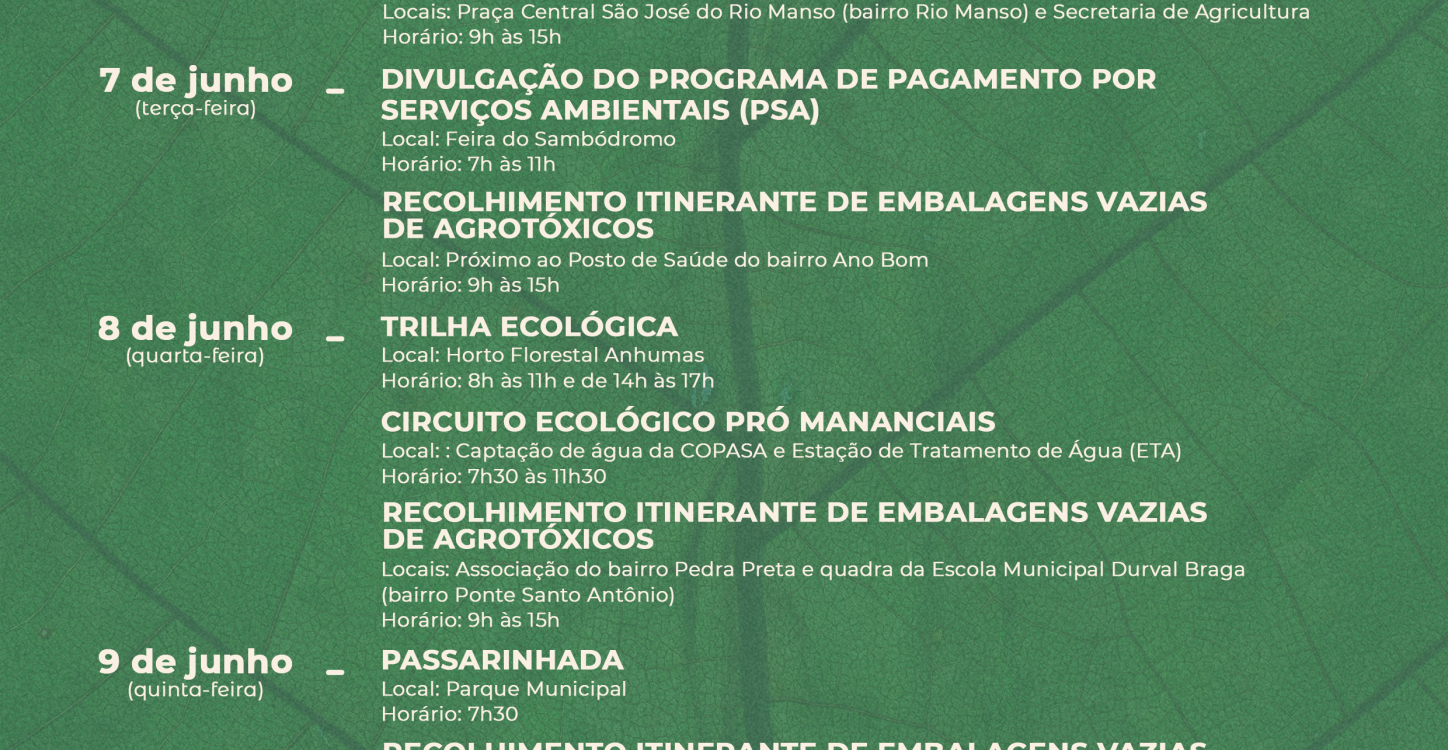 Locais: Praça Central São José do Rio Manso (bairro Rio Manso) e Secretaria de Agricultura
Horário: 9h às 15h
7 de junho
(terça-feira)
–
DIVULGAÇÃO DO PROGRAMA DE PAGAMENTO POR
SERVIÇOS AMBIENTAIS (PSA)
Local: Feira do Sambódromo
Horário: 7h às 11h
RECOLHIMENTO ITINERANTE DE EMBALAGENS VAZIAS
DE AGROTÓXICOS
Local: Próximo ao Posto de Saúde do bairro Ano Bom
Horário: 9h às 15h
8 de junho
(quarta-feira)
–
TRILHA ECOLÓGICA
Local: Horto Florestal Anhumas
Horário: 8h às 11h e de 14h às 17h
CIRCUITO ECOLÓGICO PRÓ MANANCIAIS
Local: : Captação de água da COPASA e Estação de Tratamento de Água (ETA)
Horário: 7h30 às 11h30
RECOLHIMENTO ITINERANTE DE EMBALAGENS VAZIAS
DE AGROTÓXICOS
Locais: Associação do bairro Pedra Preta e quadra da Escola Municipal Durval Braga
(bairro Ponte Santo Antônio)
Horário: 9h às 15h
9 de junho
(quinta-feira)
–
PASSARINHADA
Local: Parque Municipal
Horário: 7h30
RECOLHIMENTO ITINERANTE DE EMBALAGENS VAZIAS